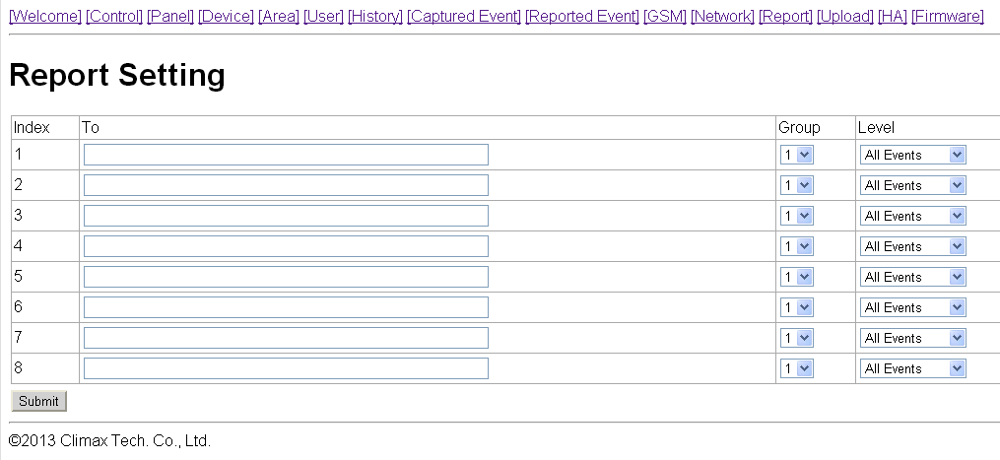 [Welcome] [Control] [Panel] [Device] [Area] [User] [History] [Captured Event] [Reported Event] [GSM] [Network] [Report] [Upload] [HA] [Firmware]
Report Setting
Index To Group Level
1 1 All Events
2 1 All Events
3 1 All Events
4 1 All Events
5 1 All Events
6 1 All Events
7 1 All Events
8 1 All Events
Submit
©2013 Climax Tech. Co., Ltd.